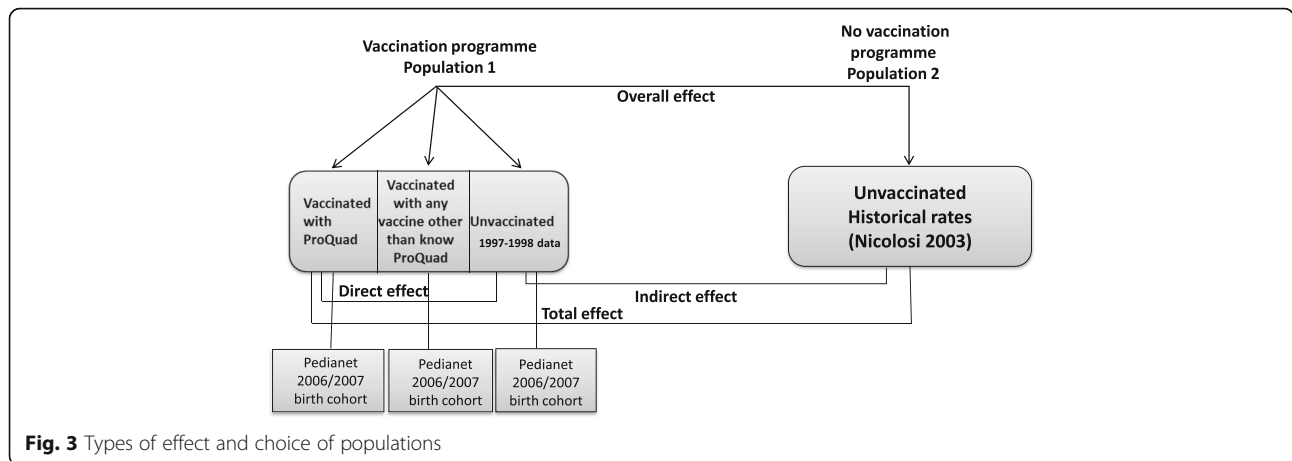 Vaccination programme
Population 1
No vaccination
programme
Population 2
Overall effect
Vaccinated
with
ProQuad
Vaccinated
with any
vaccine other
than know
ProQuad
Unvaccinated
1997-1998 data
Unvaccinated
Historical rates
(Nicolosi 2003)
Direct effect
Indirect effect
Total effect
Pedianet
2006/2007
birth cohort
Pedianet
2006/2007
birth cohort
Pedianet
2006/2007
birth cohort
Fig. 3 Types of effect and choice of populations